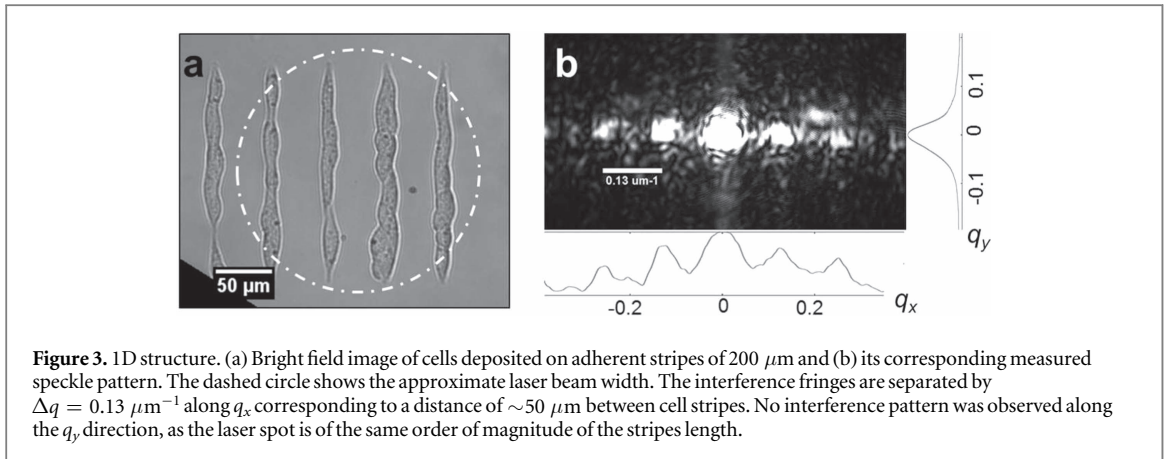 a
50 μm
b
0.13 um-1
0.1
0
-0.1
qy
-0.2
0
0.2
qx
Figure 3. 1D structure. (a) Bright field image of cells deposited on adherent stripes of 200 μm and (b) its corresponding measured
speckle pattern. The dashed circle shows the approximate laser beam width. The interference fringes are separated by
Δq = 0.13 μm⁻¹ along qx corresponding to a distance of ~50 μm between cell stripes. No interference pattern was observed along
the qy direction, as the laser spot is of the same order of magnitude of the stripes length.